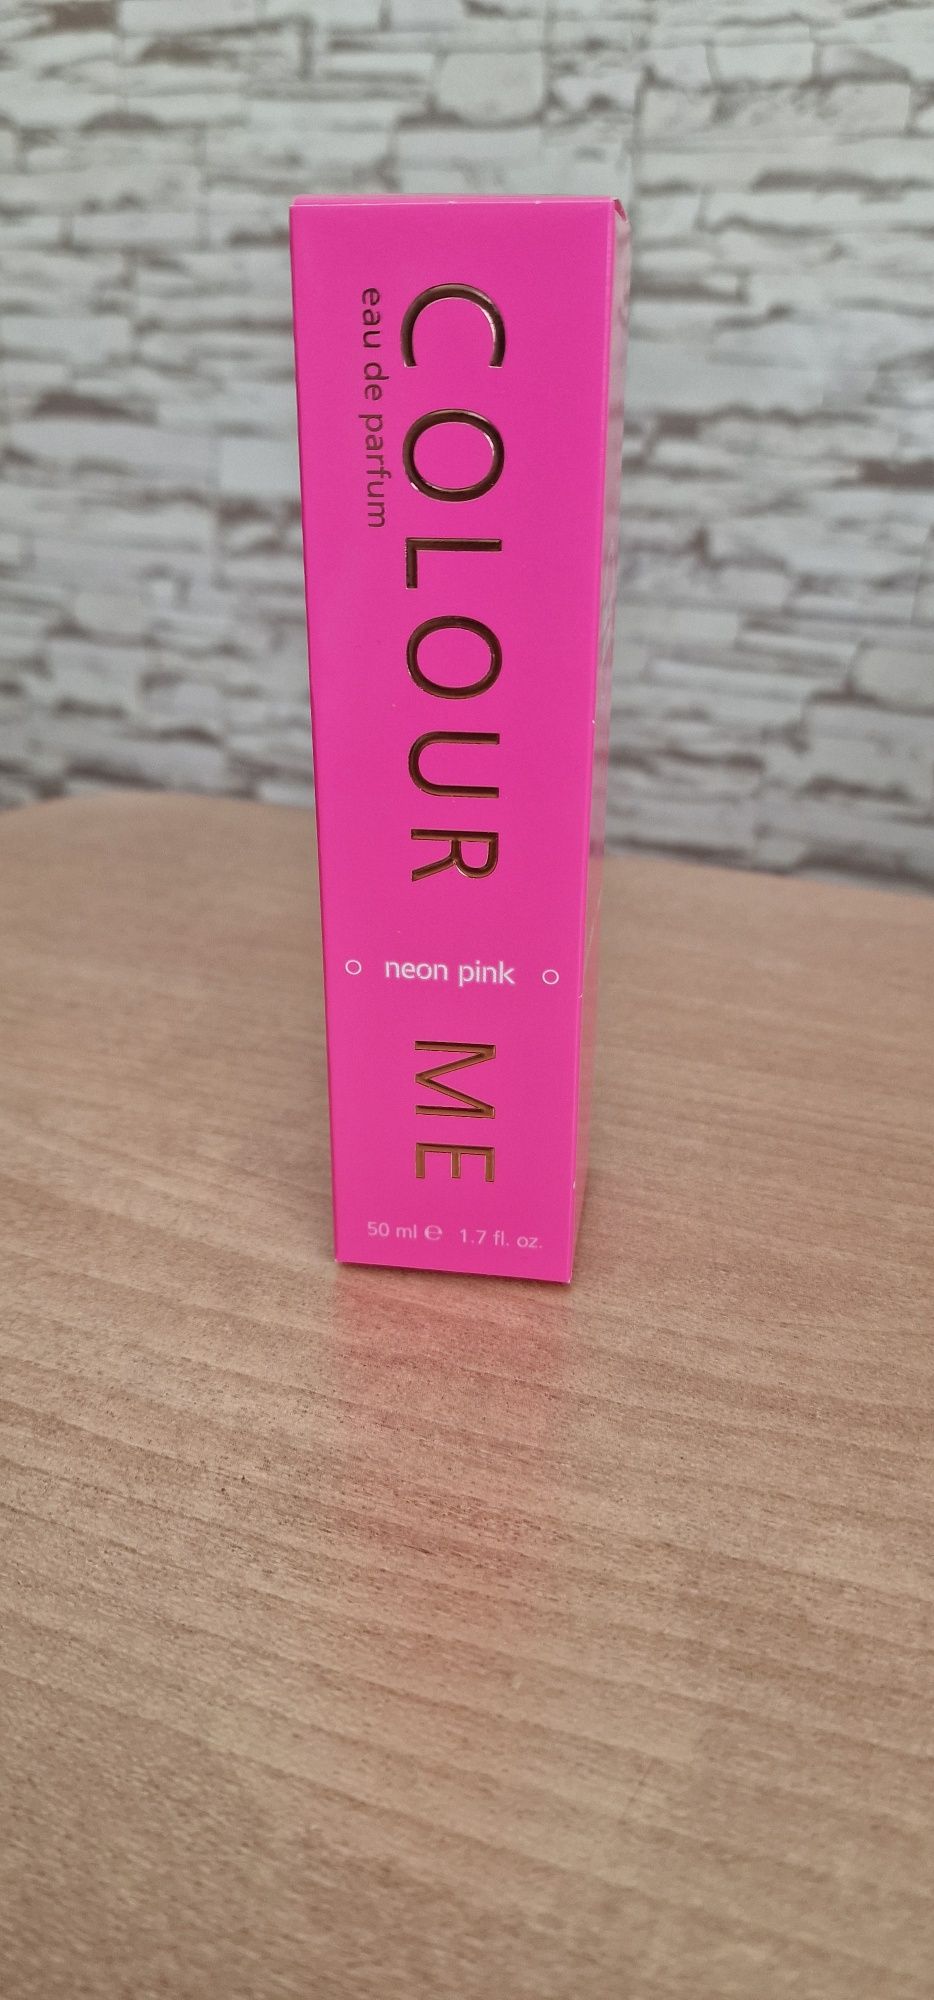 COLOUR ME
eau de parfum
neon pink
50 ml ℮ 1.7 fl. oz.